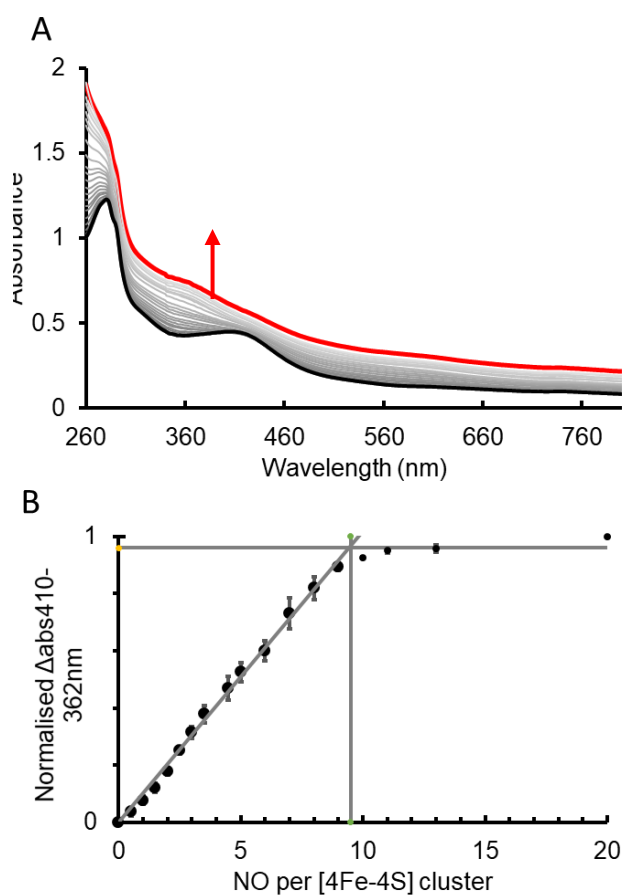 A
2
1.5
1
0.5
0
Absorbance
260 360 460 560 660 760
Wavelength (nm)
B
1
0
Normalised Δabs410-
362nm
0 5 10 15 20
NO per [4Fe-4S] cluster